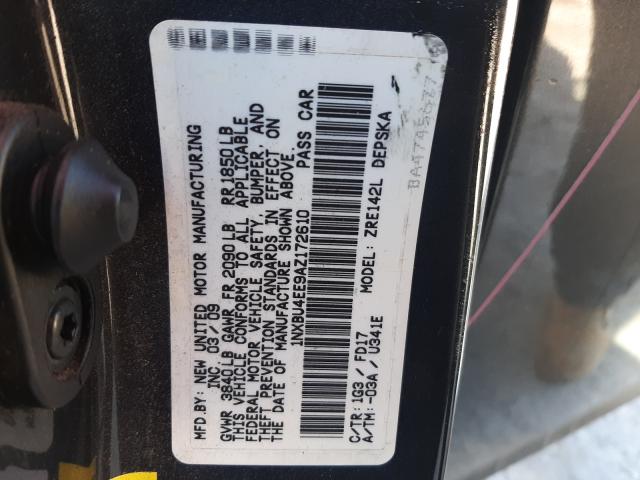 MFD.BY: NEW UNITED MOTOR MANUFACTURING
INC 03/09
GVWR 3840LB GAWR FR 2090LB RR 1850LB
THIS VEHICLE CONFORMS TO ALL APPLICABLE
FEDERAL MOTOR VEHICLE SAFETY, BUMPER, AND
THEFT PREVENTION STANDARDS IN EFFECT ON
THE DATE OF MANUFACTURE SHOWN ABOVE.
1NXBU4EE9AZ172610 PASS CAR
C/TR: 1G3 / FD17 MODEL: ZRE142L DEPSKA
A/TM: -03A / U341E